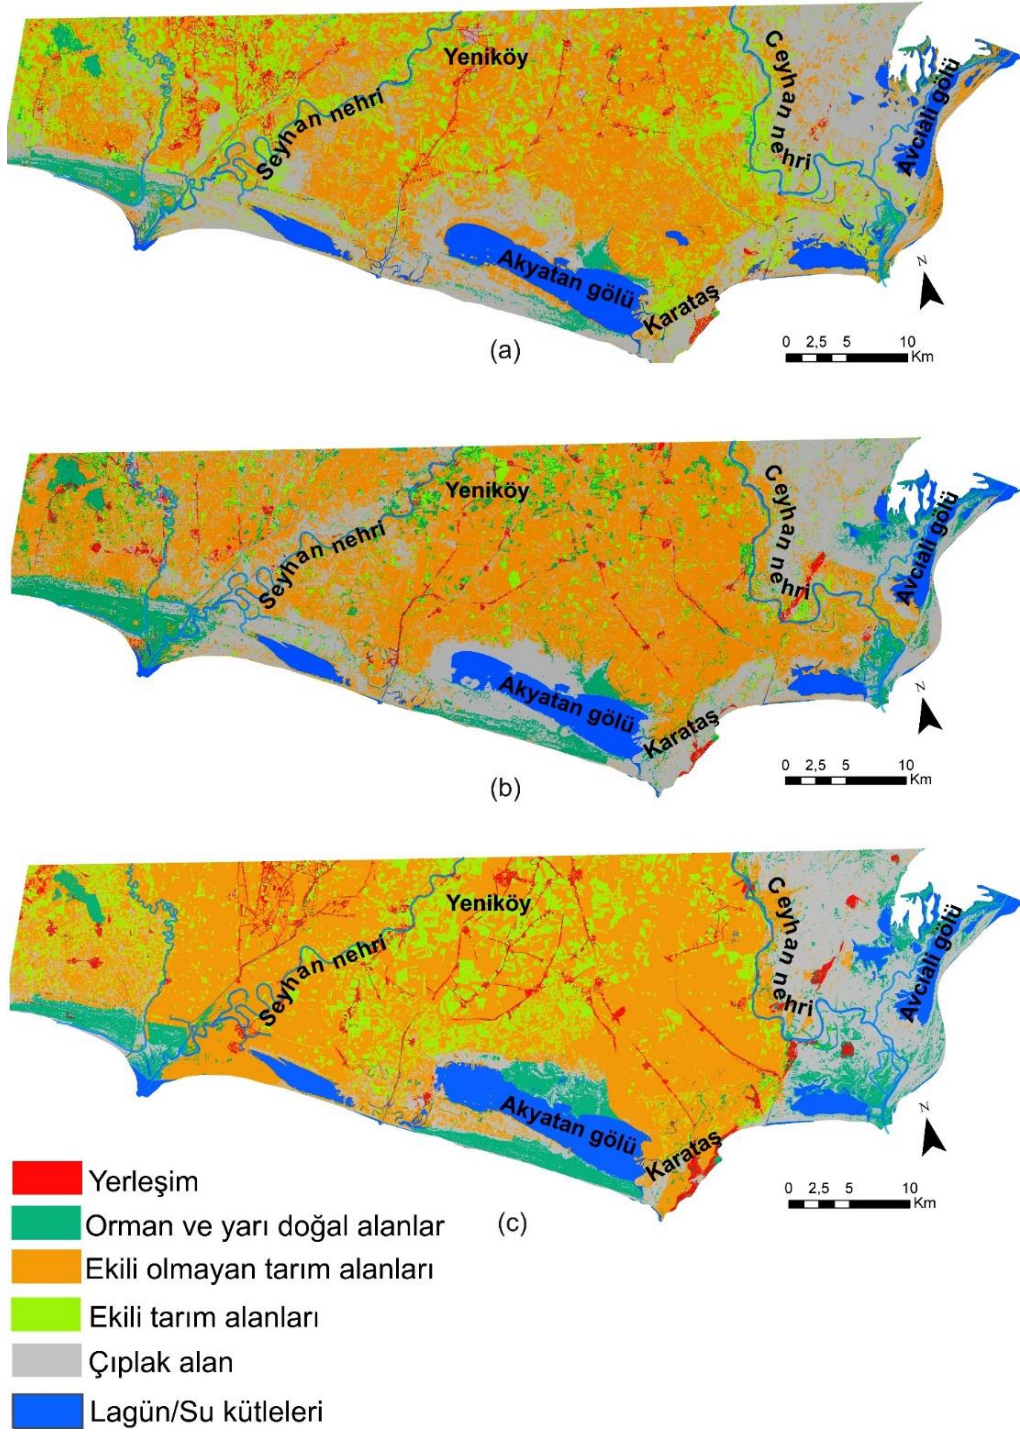 Yeniköy
Seyhan nehri
Ceyhan nehri
Avcıali gölü
Akyatan gölü
Karataş
N
0 2,5 5 10
Km
(a)
Yeniköy
Seyhan nehri
Ceyhan nehri
Avcıali gölü
Akyatan gölü
Karataş
N
0 2,5 5 10
Km
(b)
Yeniköy
Seyhan nehri
Ceyhan nehri
Avcıali gölü
Akyatan gölü
Karataş
N
0 2,5 5 10
Km
(c)
Yerleşim
Orman ve yarı doğal alanlar
Ekili olmayan tarım alanları
Ekili tarım alanları
Çıplak alan
Lagün/Su kütleleri